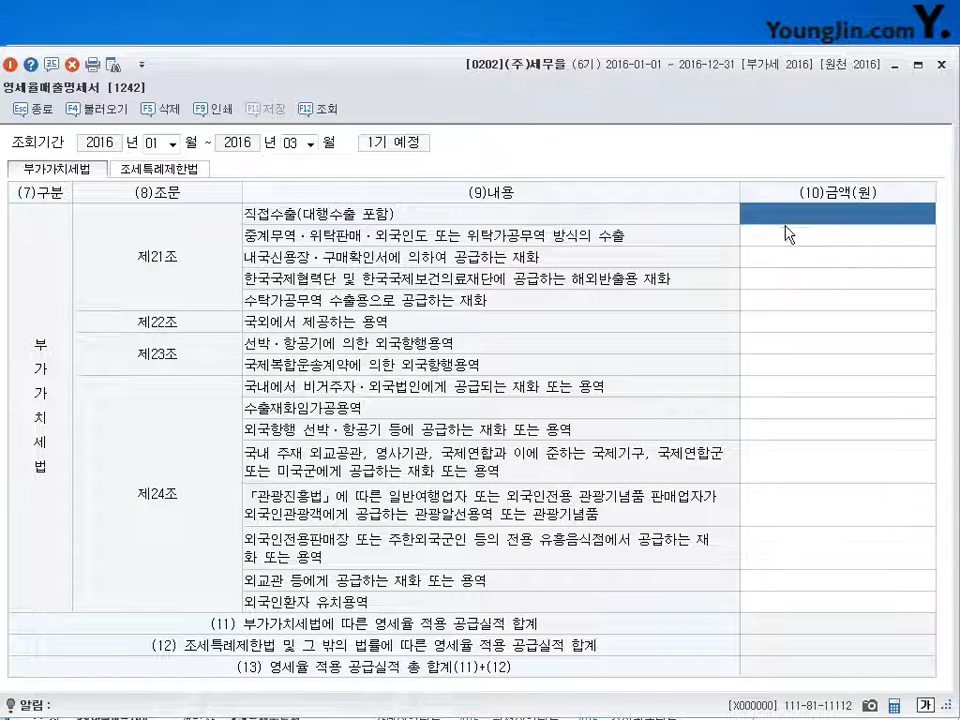 YoungJin.com Y.
[0202](주)세무을 (6기) 2016-01-01 ~ 2016-12-31 [부가세 2016] [원천 2016]
영세율매출명세서 [1242]
Esc 종료 F4 불러오기 F5 삭제 F9 인쇄 F11 저장 F12 조회
조회기간 2016 년 01 월 ~ 2016 년 03 월 1기 예정
부가가치세법 조세특례제한법
(7)구분 (8)조문 (9)내용 (10)금액(원)
부가가치세법
제21조
직접수출(대행수출 포함)
중계무역·위탁판매·외국인도 또는 위탁가공무역 방식의 수출
내국신용장·구매확인서에 의하여 공급하는 재화
한국국제협력단 및 한국국제보건의료재단에 공급하는 해외반출용 재화
수탁가공무역 수출용으로 공급하는 재화
제22조 국외에서 제공하는 용역
제23조
선박·항공기에 의한 외국항행용역
국제복합운송계약에 의한 외국항행용역
제24조
국내에서 비거주자·외국법인에게 공급되는 재화 또는 용역
수출재화임가공용역
외국항행 선박·항공기 등에 공급하는 재화 또는 용역
국내 주재 외교공관, 영사기관, 국제연합과 이에 준하는 국제기구, 국제연합군
또는 미국군에게 공급하는 재화 또는 용역
「관광진흥법」에 따른 일반여행업자 또는 외국인전용 관광기념품 판매업자가
외국인관광객에게 공급하는 관광알선용역 또는 관광기념품
외국인전용판매장 또는 주한외국군인 등의 전용 유흥음식점에서 공급하는 재
화 또는 용역
외교관 등에게 공급하는 재화 또는 용역
외국인환자 유치용역
(11) 부가가치세법에 따른 영세율 적용 공급실적 합계
(12) 조세특례제한법 및 그 밖의 법률에 따른 영세율 적용 공급실적 합계
(13) 영세율 적용 공급실적 총 합계(11)+(12)
알림 : [X000000] 111-81-11112 가